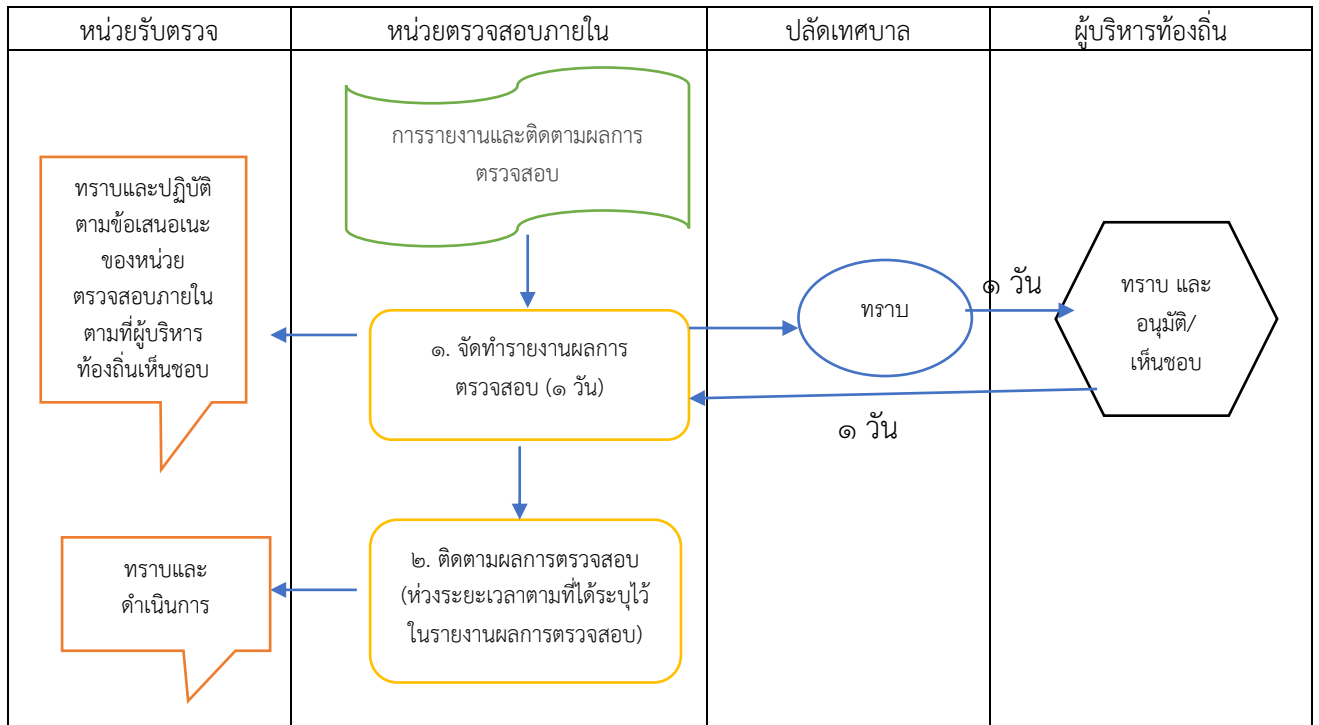 หน่วยรับตรวจ
หน่วยตรวจสอบภายใน
ปลัดเทศบาล
ผู้บริหารท้องถิ่น
การรายงานและติดตามผลการ
ตรวจสอบ
ทราบและปฏิบัติ
ตามข้อเสนอเนะ
ของหน่วย
ตรวจสอบภายใน
ตามที่ผู้บริหาร
ท้องถิ่นเห็นชอบ
๑. จัดทำรายงานผลการ
ตรวจสอบ (๑ วัน)
ทราบ
๑ วัน
ทราบ และ
อนุมัติ/
เห็นชอบ
๑ วัน
๒. ติดตามผลการตรวจสอบ
(ห่วงระยะเวลาตามที่ได้ระบุไว้
ในรายงานผลการตรวจสอบ)
ทราบและ
ดำเนินการ